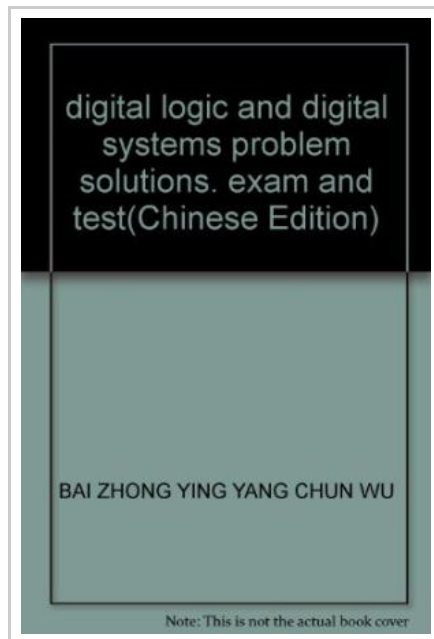 digital logic and digital
systems problem
solutions. exam and
test(Chinese Edition)
BAI ZHONG YING YANG CHUN WU
Note: This is not the actual book cover